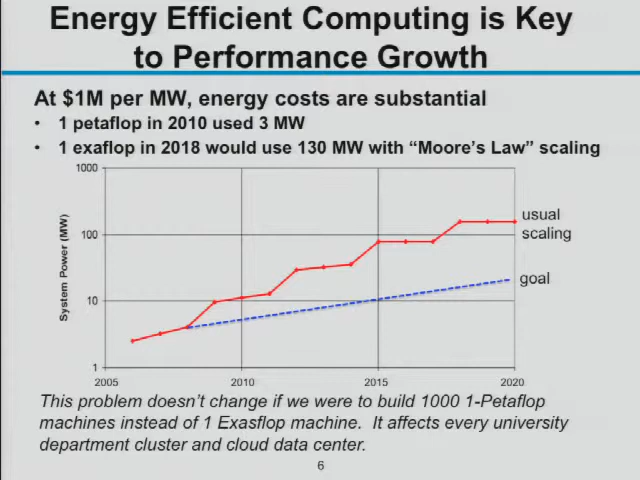 Energy Efficient Computing is Key
to Performance Growth
At $1M per MW, energy costs are substantial
• 1 petaflop in 2010 used 3 MW
• 1 exaflop in 2018 would use 130 MW with “Moore’s Law” scaling
1000
100
10
1
System Power (MW)
usual
scaling
goal
2005 2010 2015 2020
This problem doesn’t change if we were to build 1000 1-Petaflop
machines instead of 1 Exasflop machine. It affects every university
department cluster and cloud data center.
6